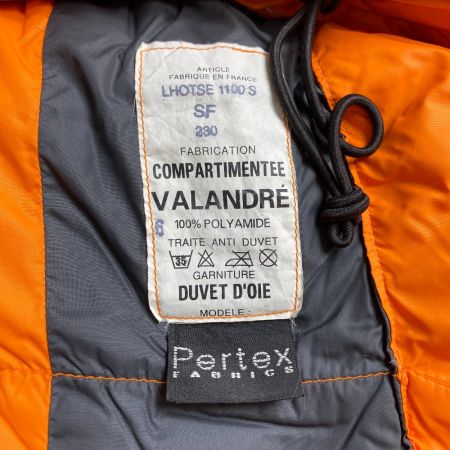 ARTICLE
FABRIQUE EN FRANCE
LHOTSE 1100 S
SF
230
FABRICATION
COMPARTIMENTEE
VALANDRÉ
6 100% POLYAMIDE
TRAITE ANTI DUVET
35
GARNITURE
DUVET D'OIE
MODELE :
Pertex
FABRICS